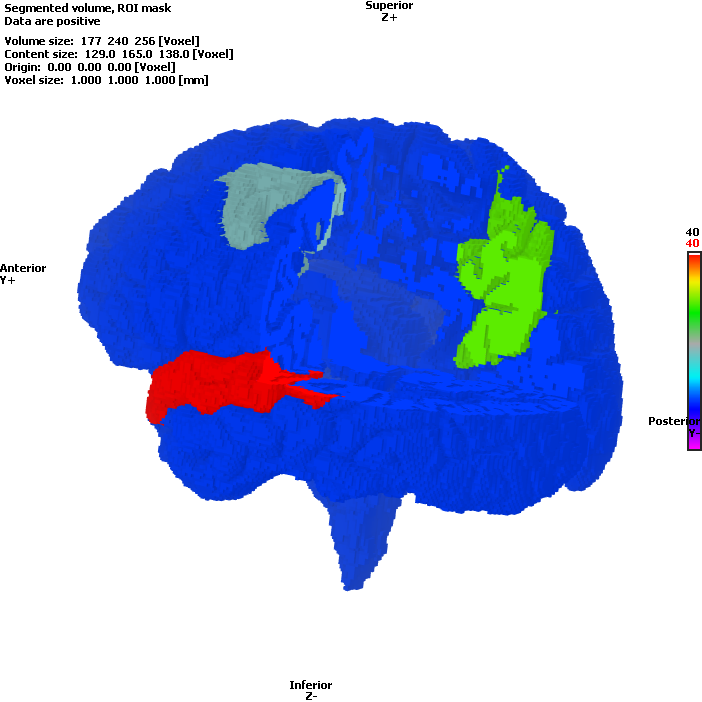 Segmented volume, ROI mask
Data are positive
Volume size: 177 240 256 [Voxel]
Content size: 129.0 165.0 138.0 [Voxel]
Origin: 0.00 0.00 0.00 [Voxel]
Voxel size: 1.000 1.000 1.000 [mm]
Superior
Z+
40
40
Anterior
Y+
Posterior
Y-
Inferior
Z-